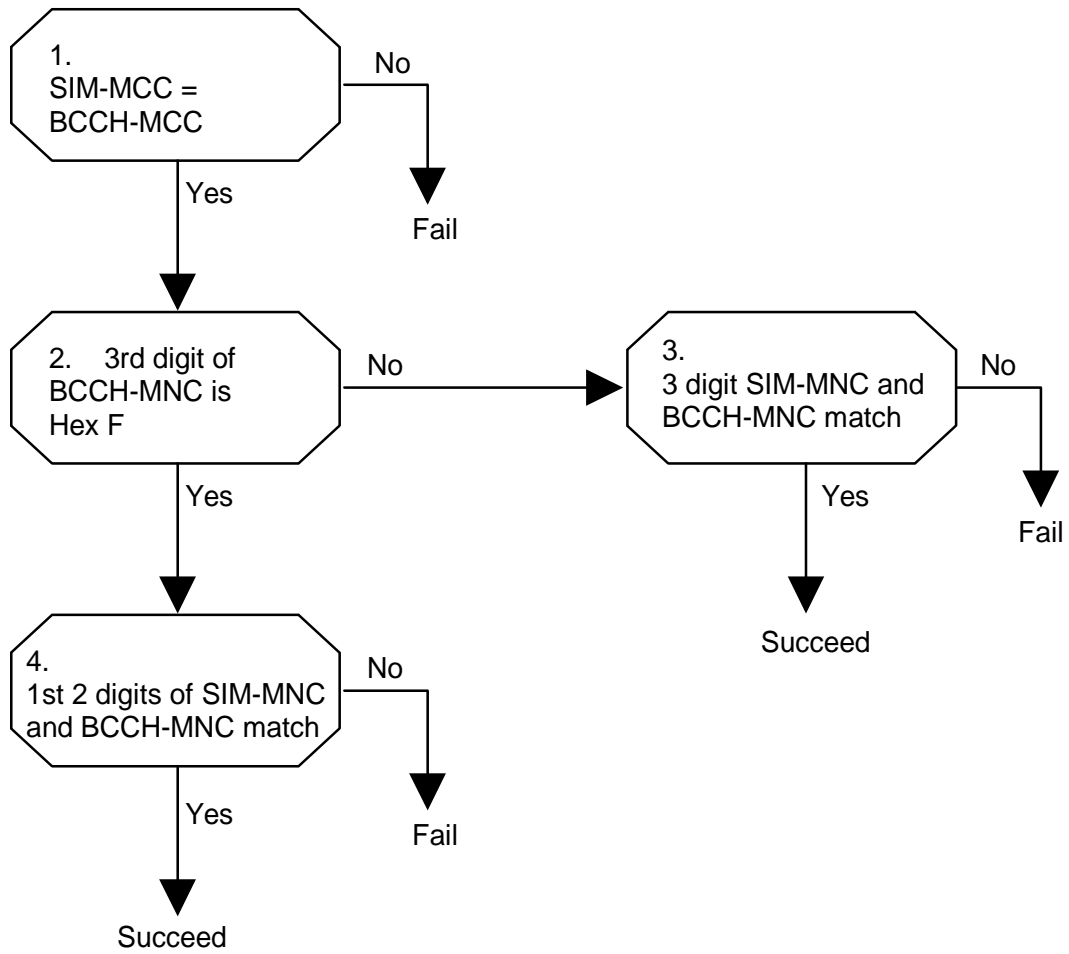 1.
SIM-MCC =
BCCH-MCC
No
Yes
Fail
2. 3rd digit of
BCCH-MNC is
Hex F
No
3.
3 digit SIM-MNC and
BCCH-MNC match
No
Yes
Yes
Fail
Succeed
4.
1st 2 digits of SIM-MNC
and BCCH-MNC match
No
Yes
Fail
Succeed